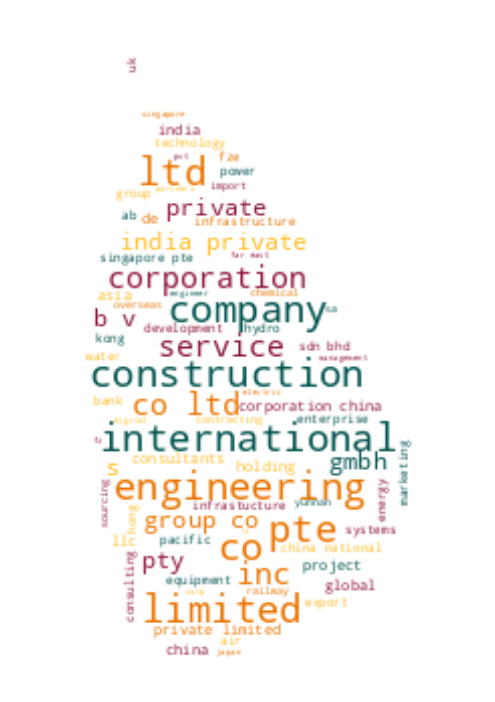 uk
singapore
india
technology
pvt fze
ltd power
group partners import
ab de private
infrastructure
india private
singapore pte far east
corporation
asia engineer chemical
overseas company sa
b v development hydro
kong service sdn bhd
water management
construction
bank co ltd electric
corporation china
digital contracting enterprise
international
consultants gmbh marketing
s holding
engineering
sourcing infrastucture yunnan energy
hong group co pte systems
llc pacific co china national
consulting pty inc project
equipment global
corp railway
limited export
private limited
air
china japan